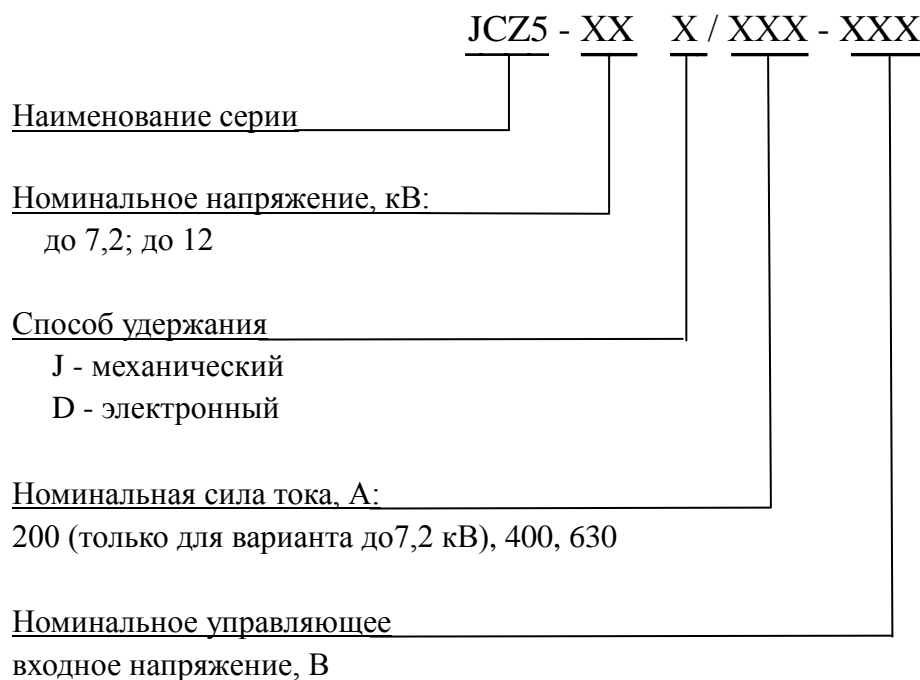 JCZ5 - XX X / XXX - XXX
Наименование серии
Номинальное напряжение, кВ:
до 7,2; до 12
Способ удержания
J - механический
D - электронный
Номинальная сила тока, А:
200 (только для варианта до7,2 кВ), 400, 630
Номинальное управляющее
входное напряжение, В